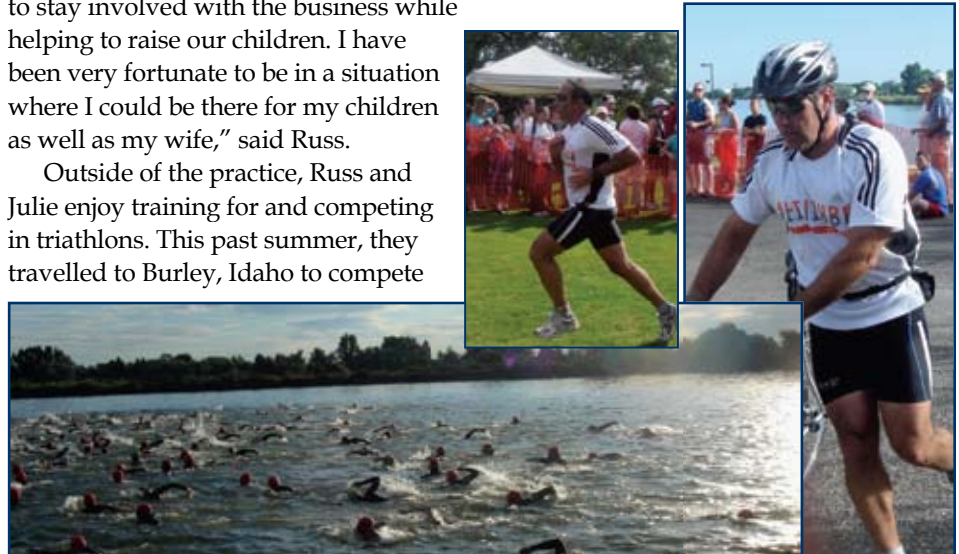 to stay involved with the business while
helping to raise our children. I have
been very fortunate to be in a situation
where I could be there for my children
as well as my wife,” said Russ.
Outside of the practice, Russ and
Julie enjoy training for and competing
in triathlons. This past summer, they
travelled to Burley, Idaho to compete